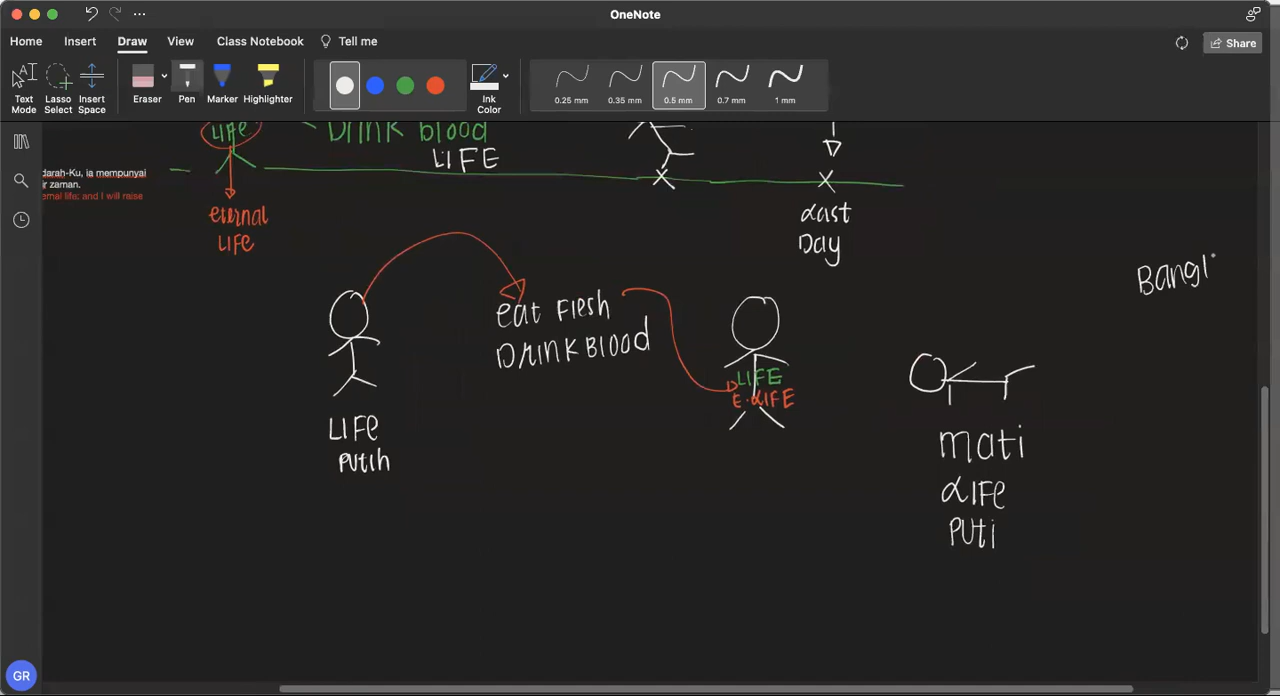 OneNote
Home Insert Draw View Class Notebook Tell me
Share
Text Mode
Lasso Select
Insert Space
Eraser
Pen
Marker
Highlighter
Ink Color
0.25 mm
0.35 mm
0.5 mm
0.7 mm
1 mm
LIFE
Drink blood
LIFE
darah-Ku, ia mempunyai
ir zaman.
ernal life; and I will raise
eternal
LIFE
Last
Day
Bangl
eat Flesh
Drink Blood
LIFE
E. LIFE
LIFE
PUTIh
mati
LIFE
PUTi
GR